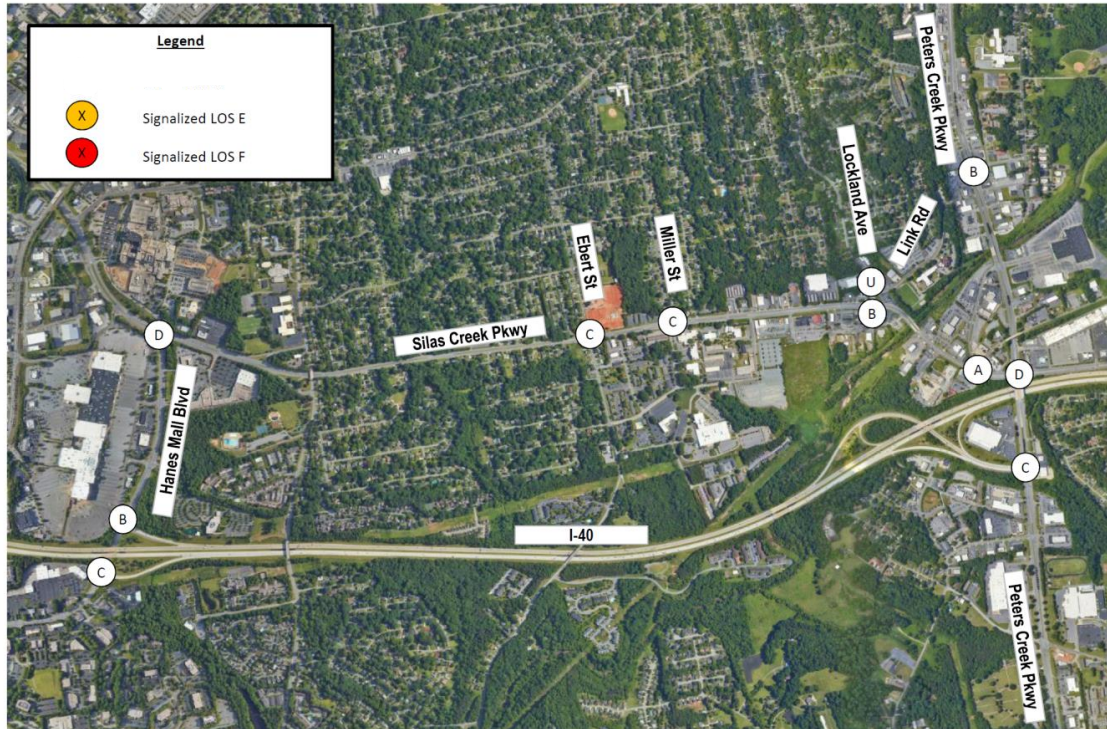 Legend
X Signalized LOS E
X Signalized LOS F
Peters Creek Pkwy
B
Lockland Ave
Link Rd
Ebert St
Miller St
U
B
C
C
Silas Creek Pkwy
D
A
D
Hanes Mall Blvd
C
B
I-40
C
Peters Creek Pkwy